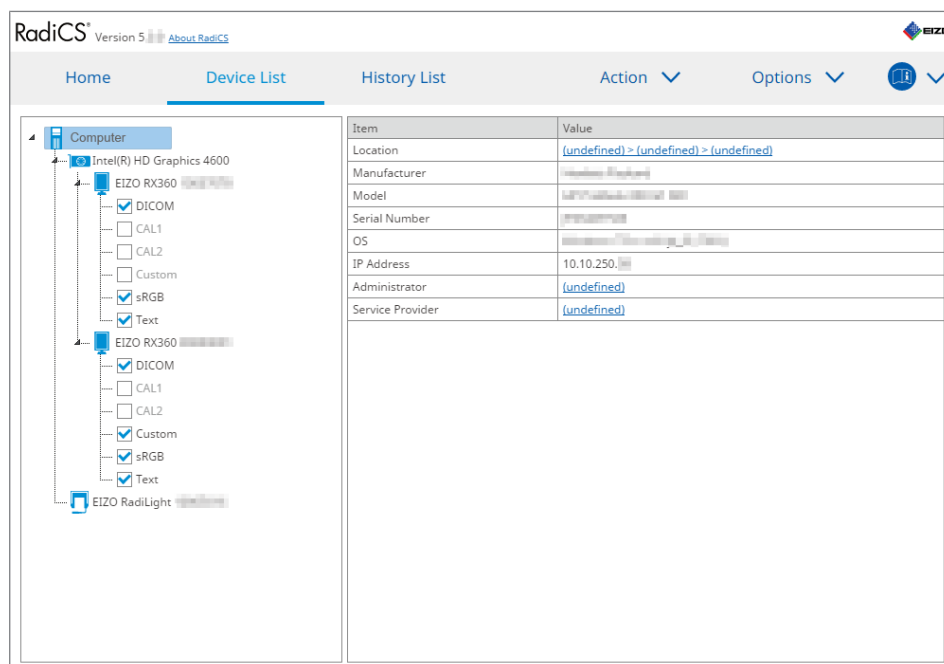 RadiCS® Version 5. About RadiCS
EIZO
Home Device List History List Action Options
Computer
Intel(R) HD Graphics 4600
EIZO RX360
DICOM
CAL1
CAL2
Custom
sRGB
Text
EIZO RX360
DICOM
CAL1
CAL2
Custom
sRGB
Text
EIZO RadiLight
Item Value
Location (undefined) > (undefined) > (undefined)
Manufacturer
Model
Serial Number
OS
IP Address 10.10.250.
Administrator (undefined)
Service Provider (undefined)